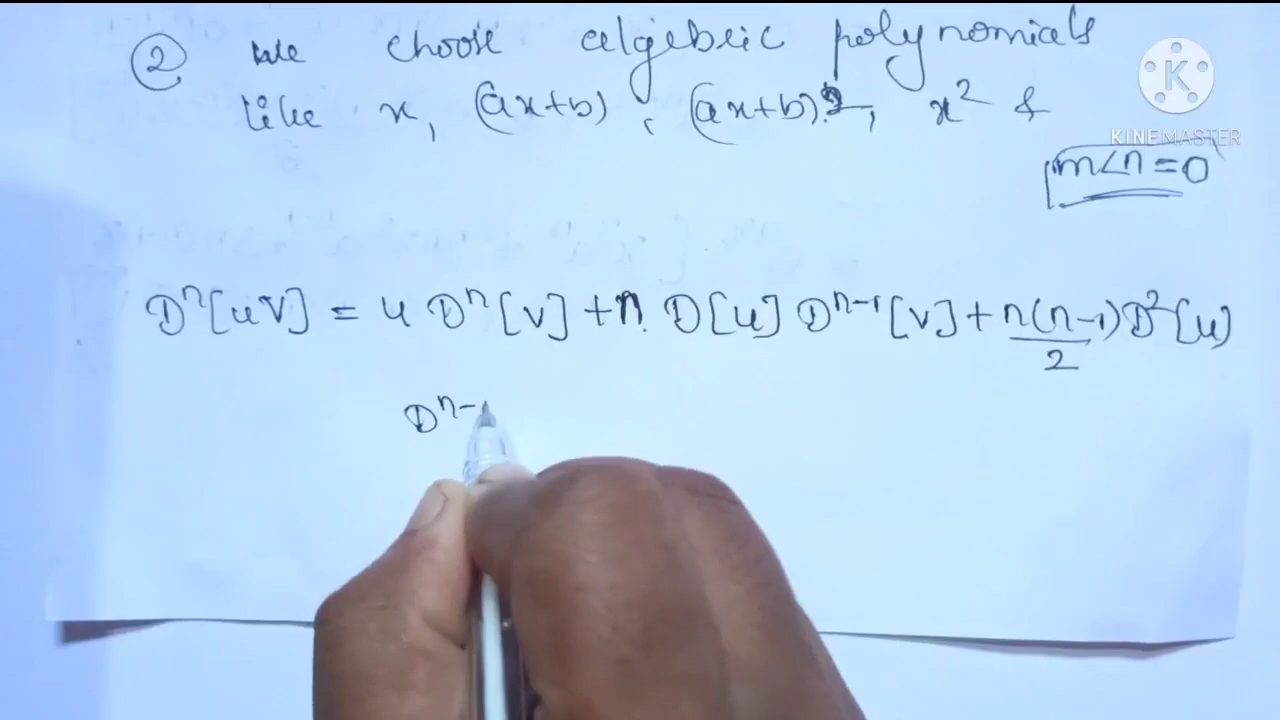 ② we choose algebric polynomials
like x, (ax+b), (ax+b)², x² &
KINEMASTER
m<n=0
Dⁿ[uV] = u Dⁿ[v] + n. D[u] Dⁿ⁻¹[v] + n(n-1)/2 D²[u]
Dⁿ⁻